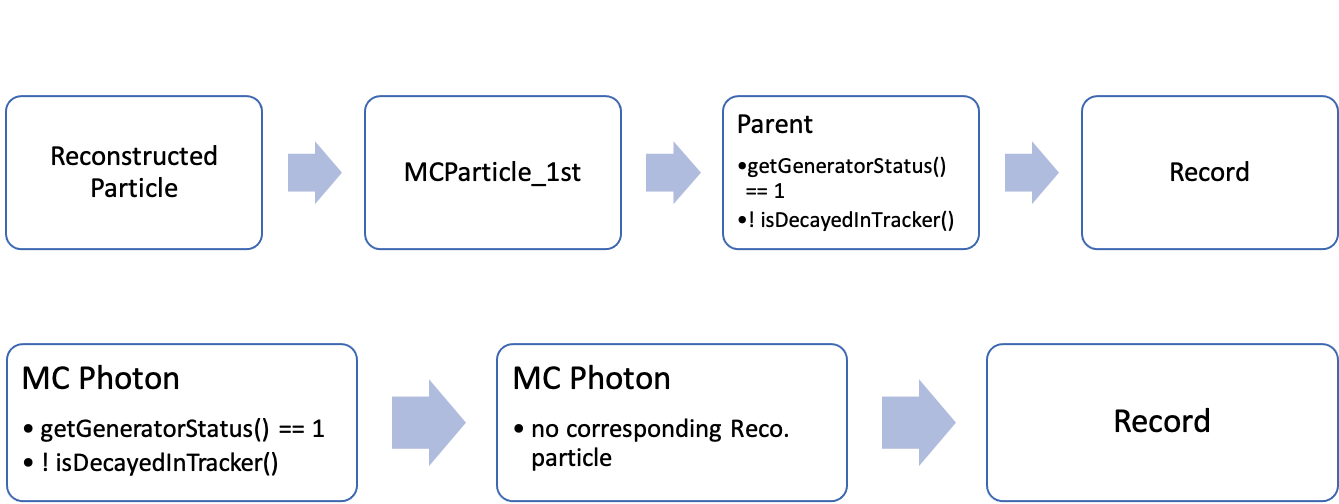 Reconstructed
Particle
MCParticle_1st
Parent
•getGeneratorStatus()
== 1
•! isDecayedInTracker()
Record
MC Photon
• getGeneratorStatus() == 1
• ! isDecayedInTracker()
MC Photon
• no corresponding Reco.
particle
Record